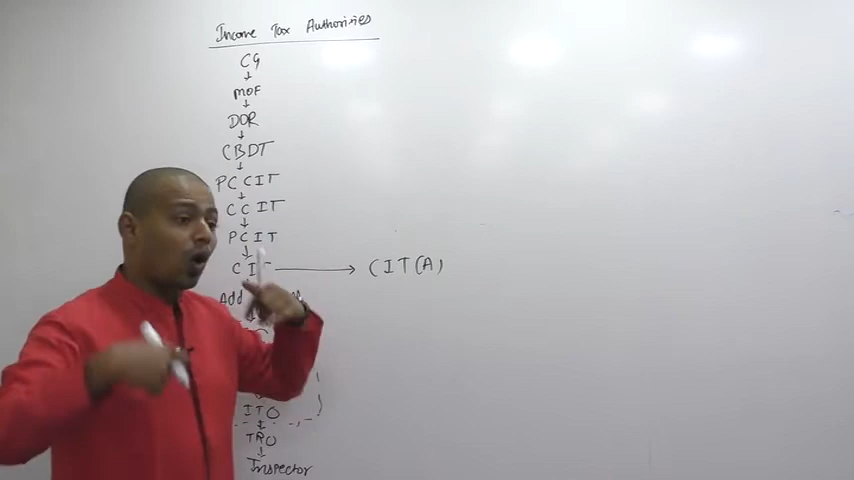 Income Tax Authorities
CG
MOF
DOR
CBDT
PCCIT
CCIT
PCIT
CIT → CIT(A)
Add
ITO
TRO
Inspector